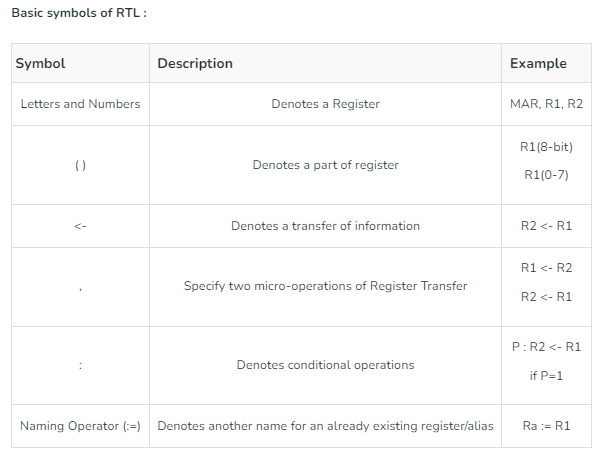 Basic symbols of RTL :
Symbol Description Example
Letters and Numbers Denotes a Register MAR, R1, R2
( ) Denotes a part of register R1(8-bit)
R1(0-7)
<- Denotes a transfer of information R2 <- R1
, Specify two micro-operations of Register Transfer R1 <- R2
R2 <- R1
: Denotes conditional operations P : R2 <- R1
if P=1
Naming Operator (:=) Denotes another name for an already existing register/alias Ra := R1